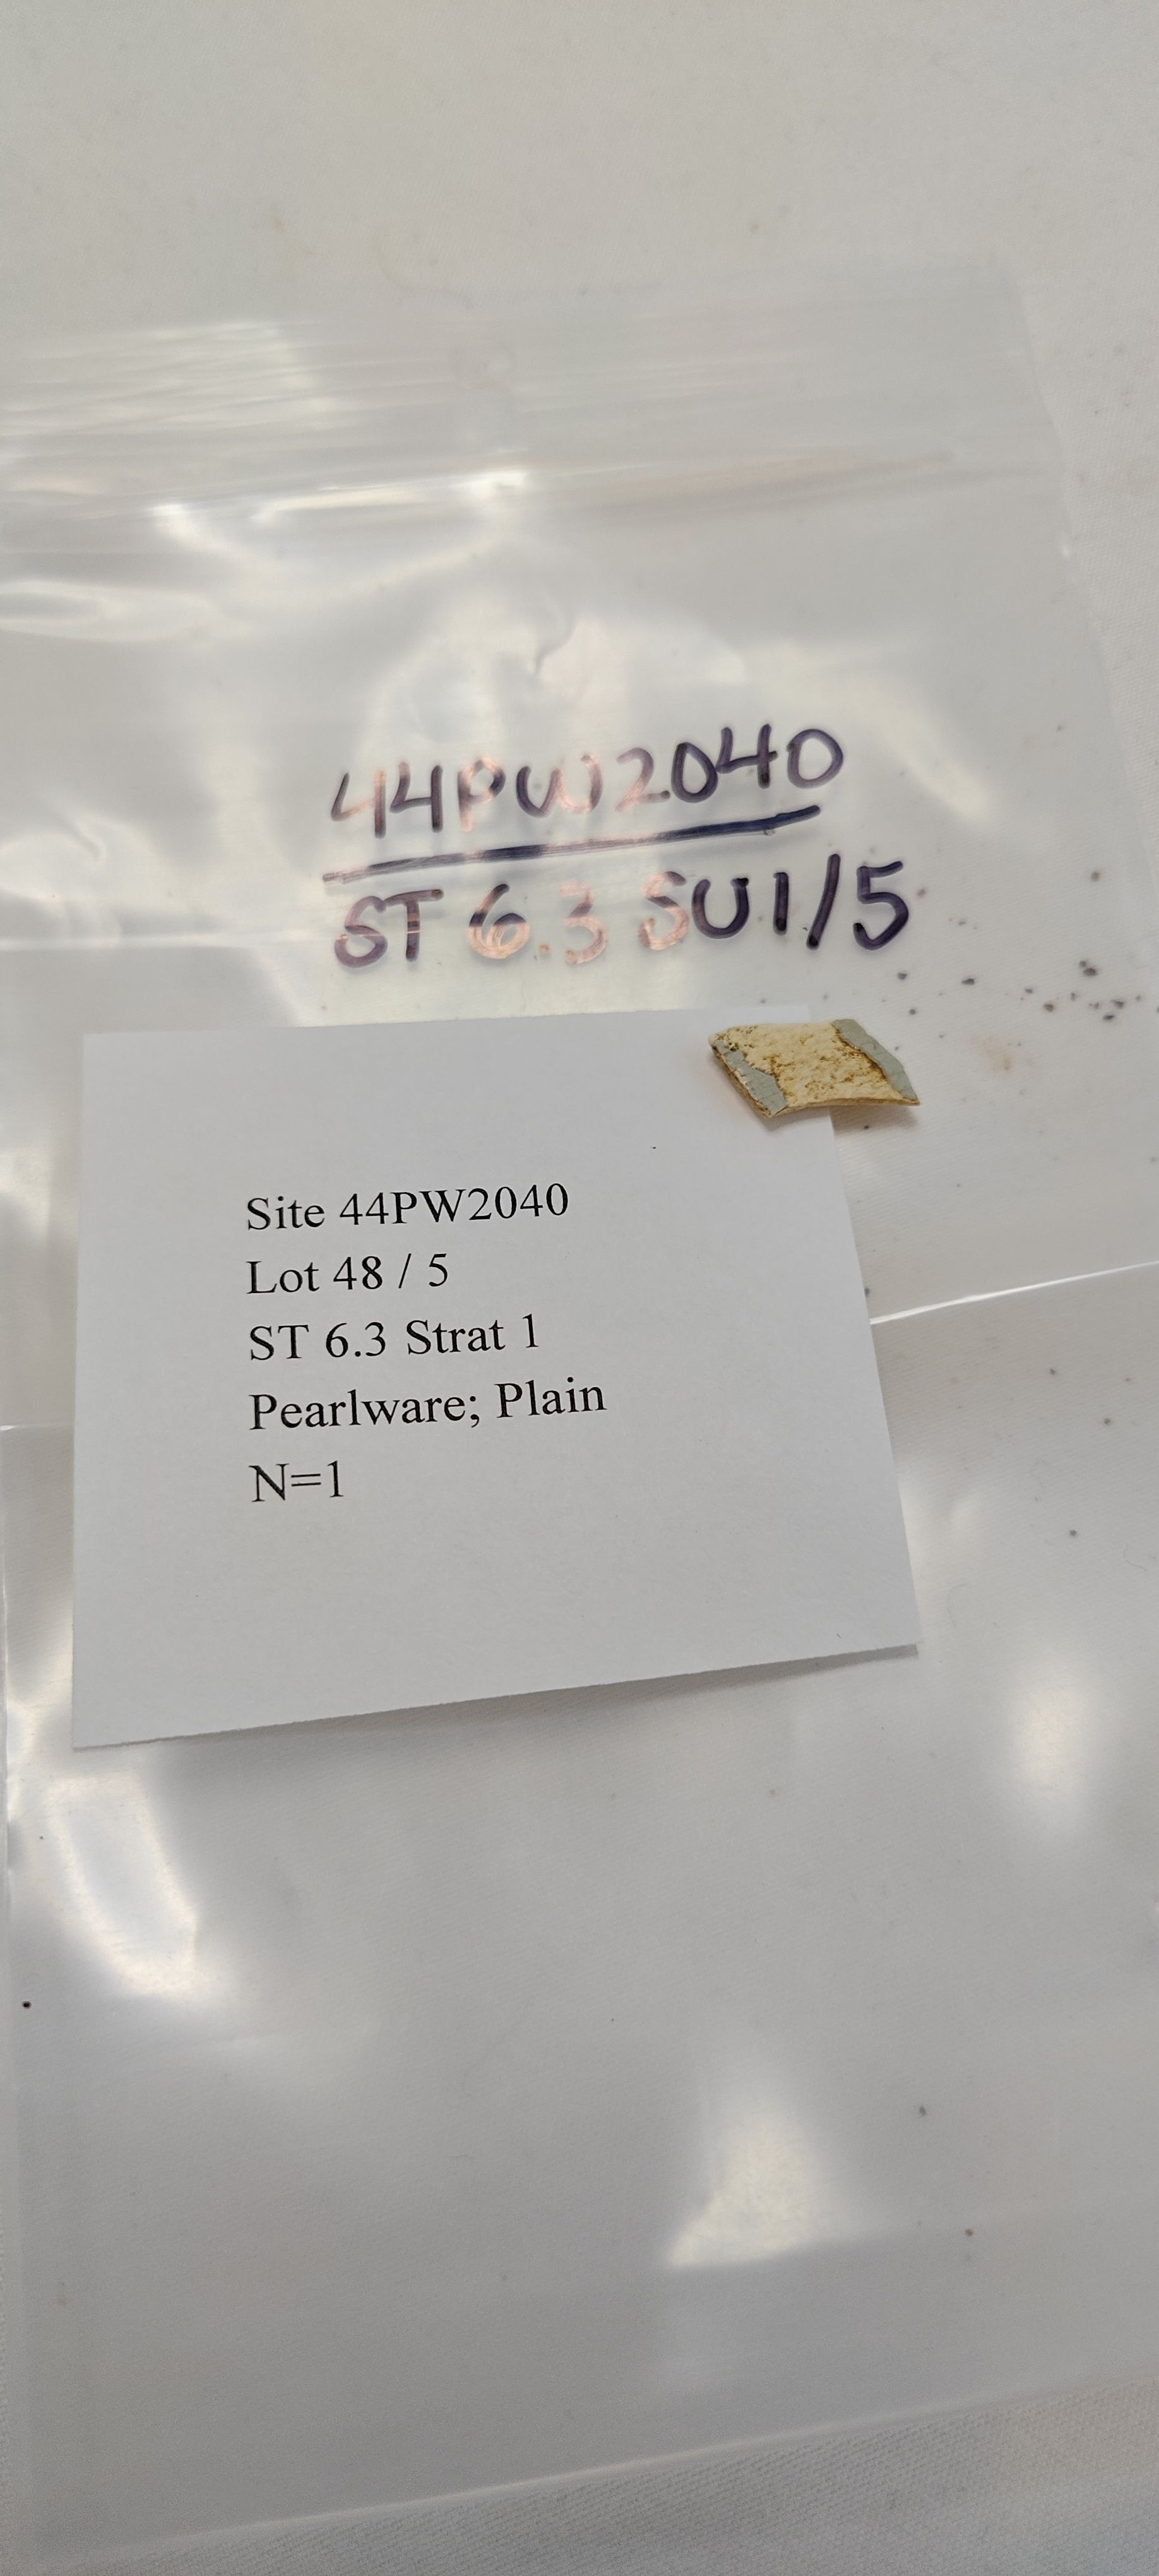 44PW2040
ST 6.3 SU1/5
Site 44PW2040
Lot 48 / 5
ST 6.3 Strat 1
Pearlware; Plain
N=1